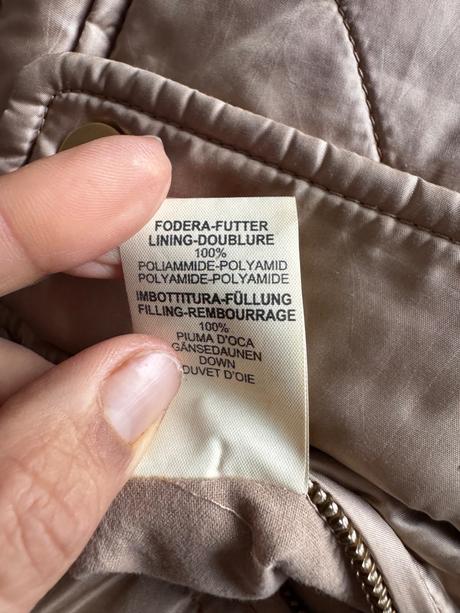 FODERA-FUTTER
LINING-DOUBLURE
100%
POLIAMMIDE-POLYAMID
POLYAMIDE-POLYAMIDE
IMBOTTITURA-FÜLLUNG
FILLING-REMBOURRAGE
100%
PIUMA D'OCA
GÄNSEDAUNEN
DOWN
DUVET D'OIE